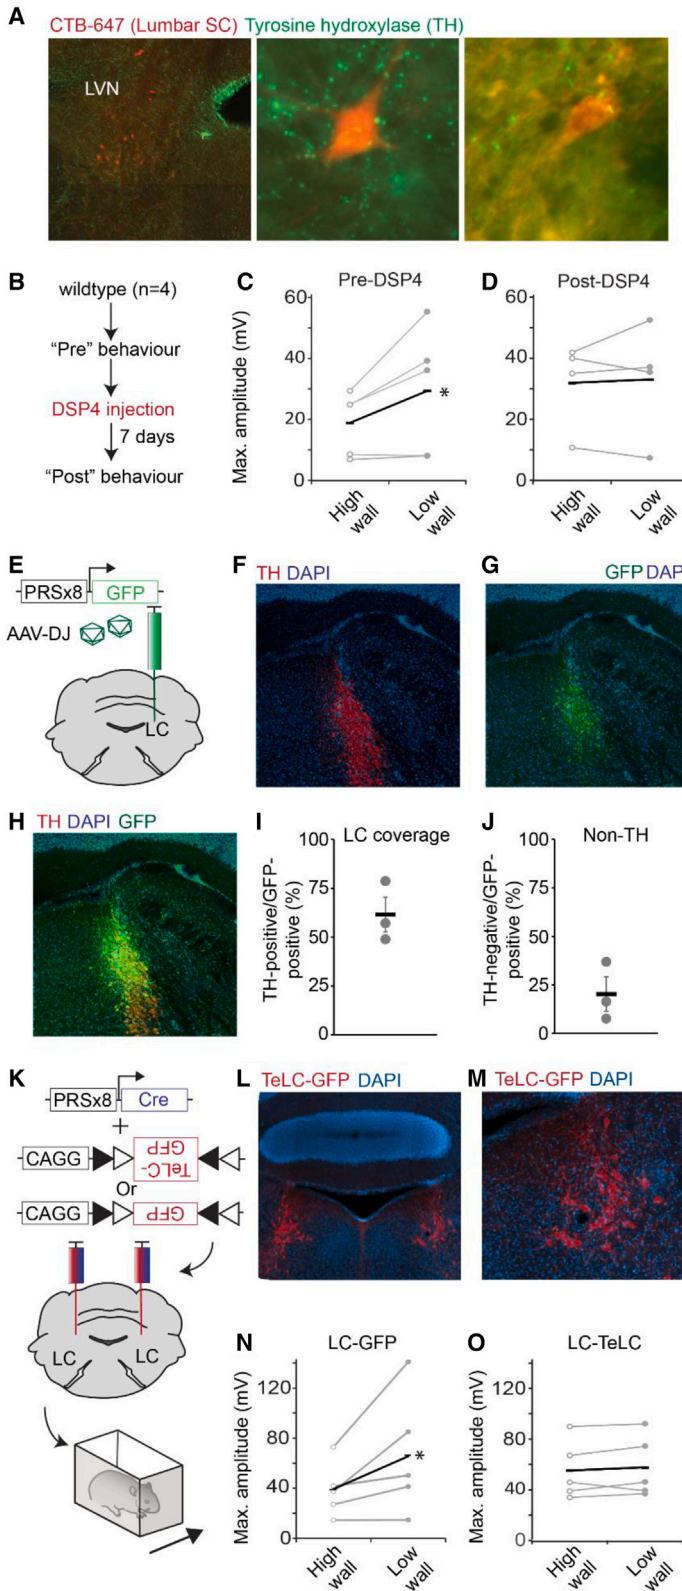 A
CTB-647 (Lumbar SC) Tyrosine hydroxylase (TH)
LVN
B
wildtype (n=4)
"Pre" behaviour
DSP4 injection
7 days
"Post" behaviour
C
Pre-DSP4
Max. amplitude (mV)
60
40
20
0
High wall
Low wall
*
D
Post-DSP4
60
40
20
0
High wall
Low wall
E
PRSx8
GFP
AAV-DJ
LC
F
TH DAPI
G
GFP DAP
H
TH DAPI GFP
I
LC coverage
TH-positive/GFP-
positive (%)
100
75
50
25
0
J
Non-TH
TH-negative/GFP-
positive (%)
100
75
50
25
0
K
PRSx8
Cre
+
CAGG
TeLC-
GFP
Or
CAGG
GFP
LC
LC
L
TeLC-GFP DAPI
M
TeLC-GFP DAPI
N
LC-GFP
Max. amplitude (mV)
120
80
40
0
High wall
Low wall
*
O
LC-TeLC
Max. amplitude (mV)
120
80
40
0
High wall
Low wall